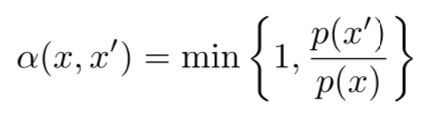 α(x, x′) = min { 1, p(x′) / p(x) }